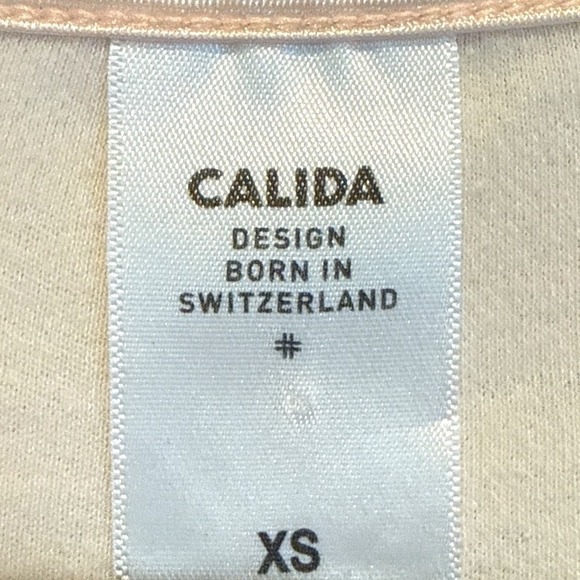 CALIDA
DESIGN
BORN IN
SWITZERLAND
#
XS